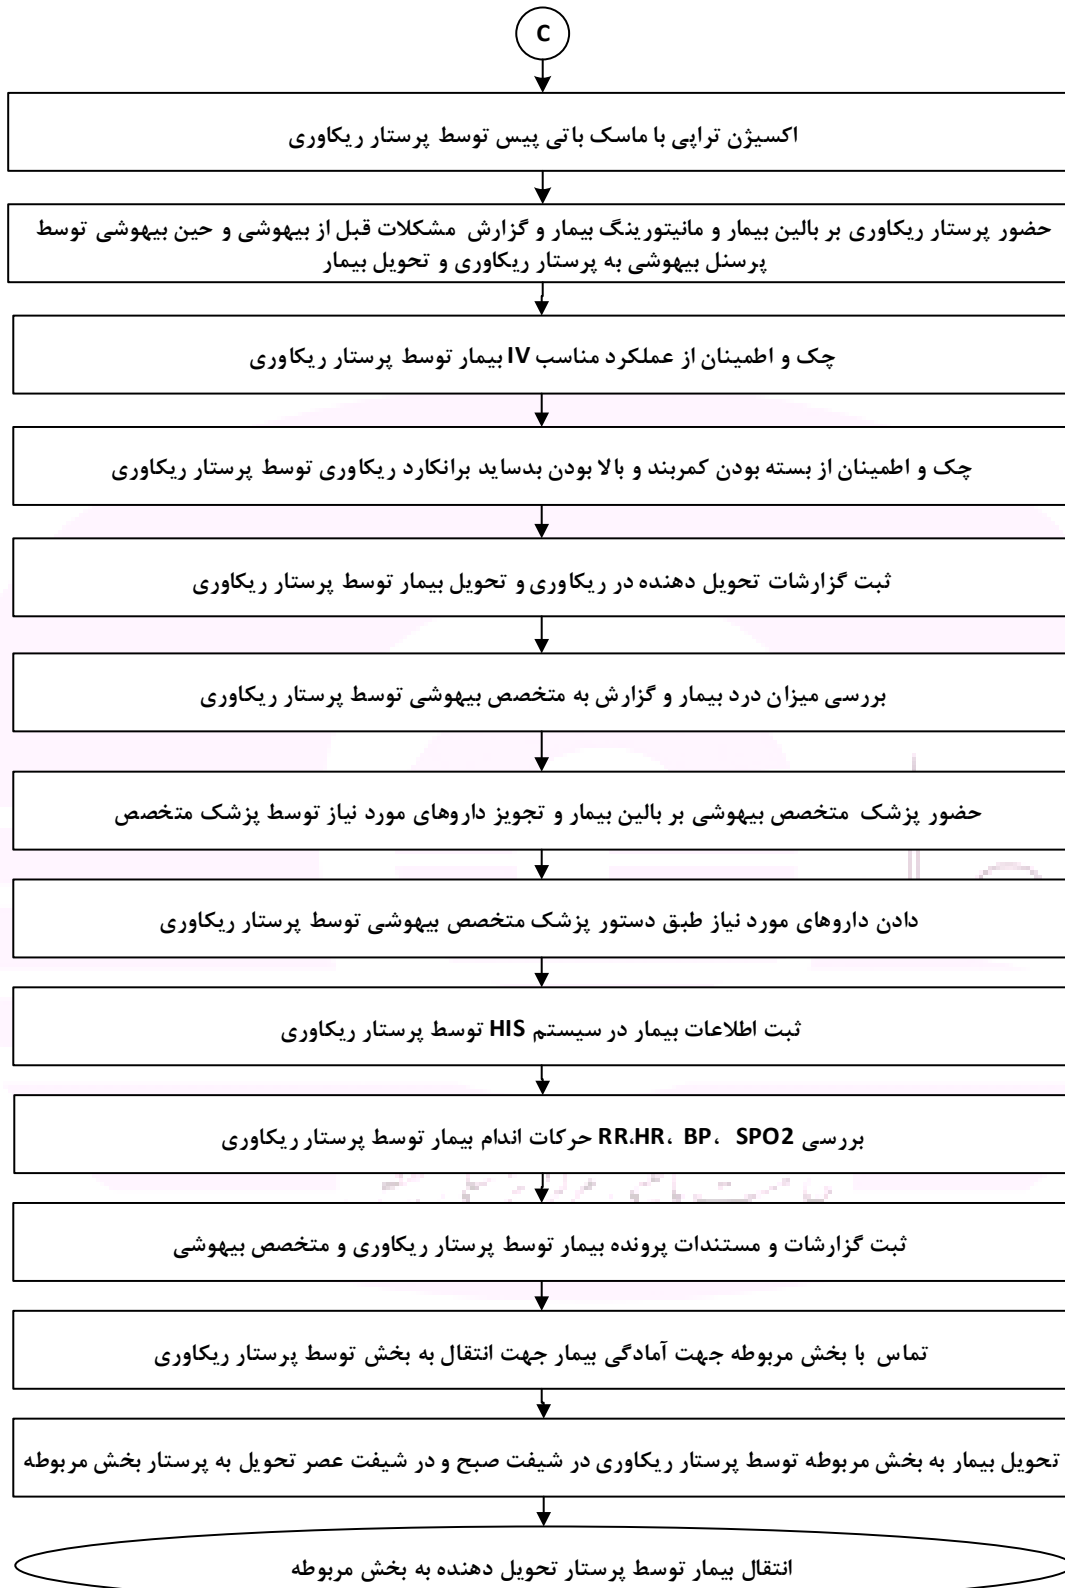 C
اکسیژن تراپی با ماسک باتی پیس توسط پرستار ریکاوری
حضور پرستار ریکاوری بر بالین بیمار و مانیتورینگ بیمار و گزارش مشکلات قبل از بیهوشی و حین بیهوشی توسط
پرسنل بیهوشی به پرستار ریکاوری و تحویل بیمار
چک و اطمینان از عملکرد مناسب IV بیمار توسط پرستار ریکاوری
چک و اطمینان از بسته بودن کمربند و بالا بودن بدساید برانکارد ریکاوری توسط پرستار ریکاوری
ثبت گزارشات تحویل دهنده در ریکاوری و تحویل بیمار توسط پرستار ریکاوری
بررسی میزان درد بیمار و گزارش به متخصص بیهوشی توسط پرستار ریکاوری
حضور پزشک متخصص بیهوشی بر بالین بیمار و تجویز داروهای مورد نیاز توسط پزشک متخصص
دادن داروهای مورد نیاز طبق دستور پزشک متخصص بیهوشی توسط پرستار ریکاوری
ثبت اطلاعات بیمار در سیستم HIS توسط پرستار ریکاوری
بررسی RR،HR، BP، SPO2 حرکات اندام بیمار توسط پرستار ریکاوری
ثبت گزارشات و مستندات پرونده بیمار توسط پرستار ریکاوری و متخصص بیهوشی
تماس با بخش مربوطه جهت آمادگی بیمار جهت انتقال به بخش توسط پرستار ریکاوری
تحویل بیمار به بخش مربوطه توسط پرستار ریکاوری در شیفت صبح و در شیفت عصر تحویل به پرستار بخش مربوطه
انتقال بیمار توسط پرستار تحویل دهنده به بخش مربوطه